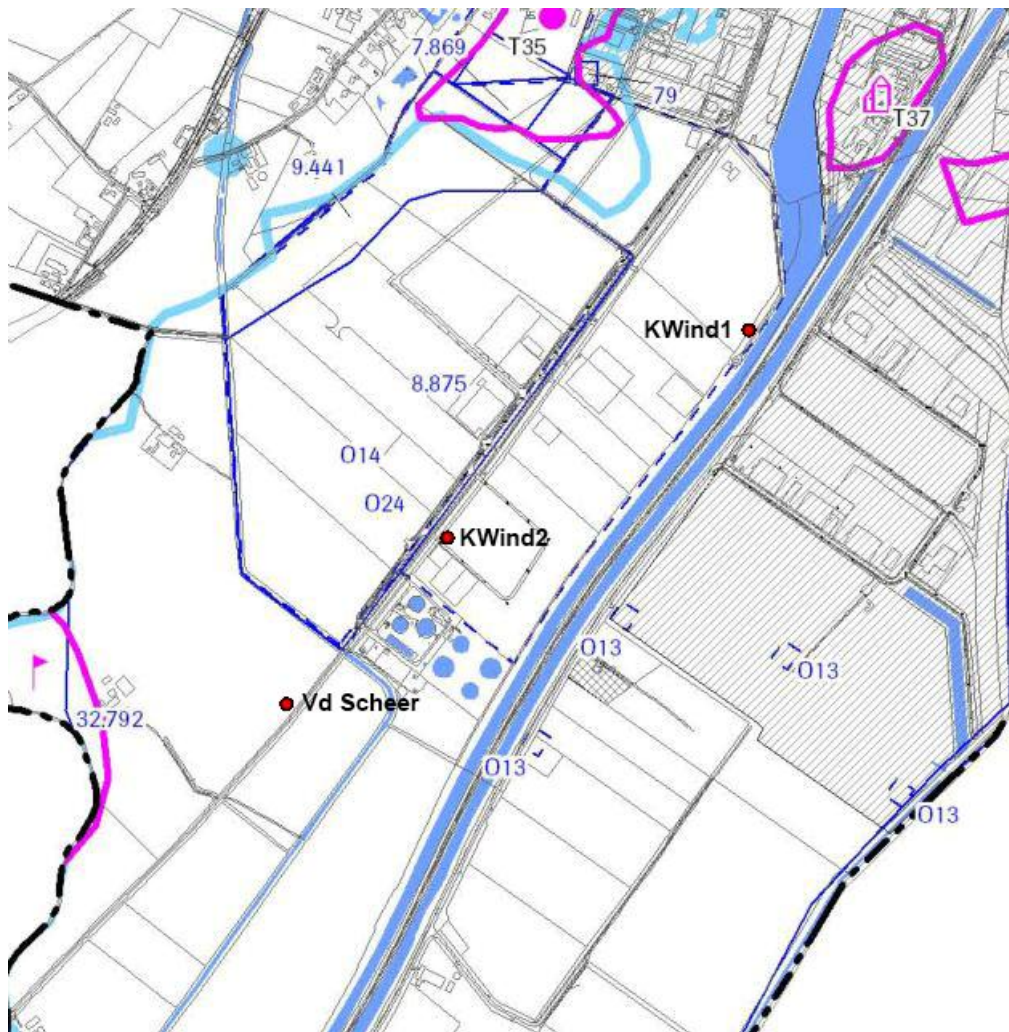 7.869
T35
79
T37
9.441
KWind1
8.875
O14
O24
KWind2
O13
O13
Vd Scheer
32.792
O13
O13